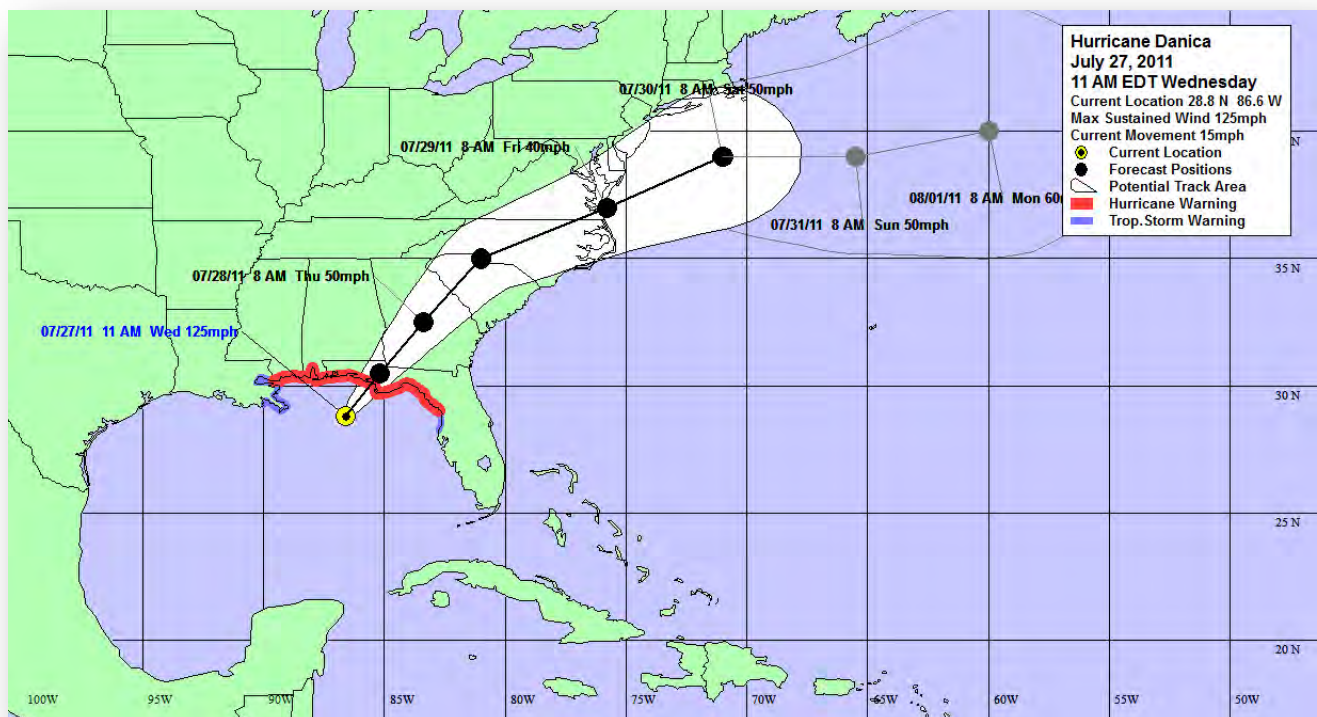 Hurricane Danica
July 27, 2011
11 AM EDT Wednesday
Current Location 28.8 N 86.6 W
Max Sustained Wind 125mph
Current Movement 15mph
Current Location
Forecast Positions
Potential Track Area
Hurricane Warning
Trop.Storm Warning
07/30/11 8 AM Sat 50mph
07/29/11 8 AM Fri 40mph
08/01/11 8 AM Mon 60m
07/31/11 8 AM Sun 50mph
07/28/11 8 AM Thu 50mph
07/27/11 11 AM Wed 125mph
N
35 N
30 N
25 N
20 N
100W
95W
90W
85W
80W
75W
70W
65W
60W
55W
50W